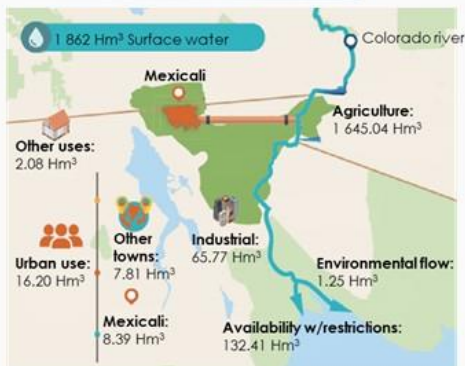 1 862 Hm³ Surface water
Colorado river
Mexicali
Agriculture:
1 645.04 Hm³
Other uses:
2.08 Hm³
Urban use:
16.20 Hm³
Other
towns:
7.81 Hm³
Mexicali:
8.39 Hm³
Industrial:
65.77 Hm³
Environmental flow:
1.25 Hm³
Availability w/restrictions:
132.41 Hm³